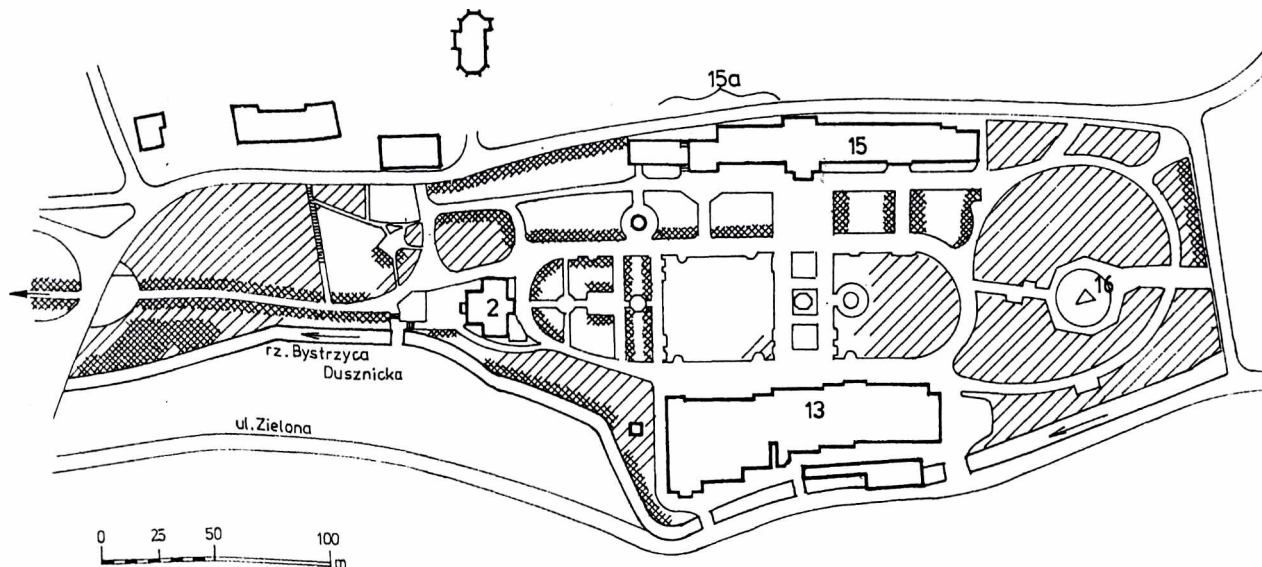 15a
15
16
2
rz. Bystrzyca
Dusznicka
13
ul. Zielona
0 25 50 100
m